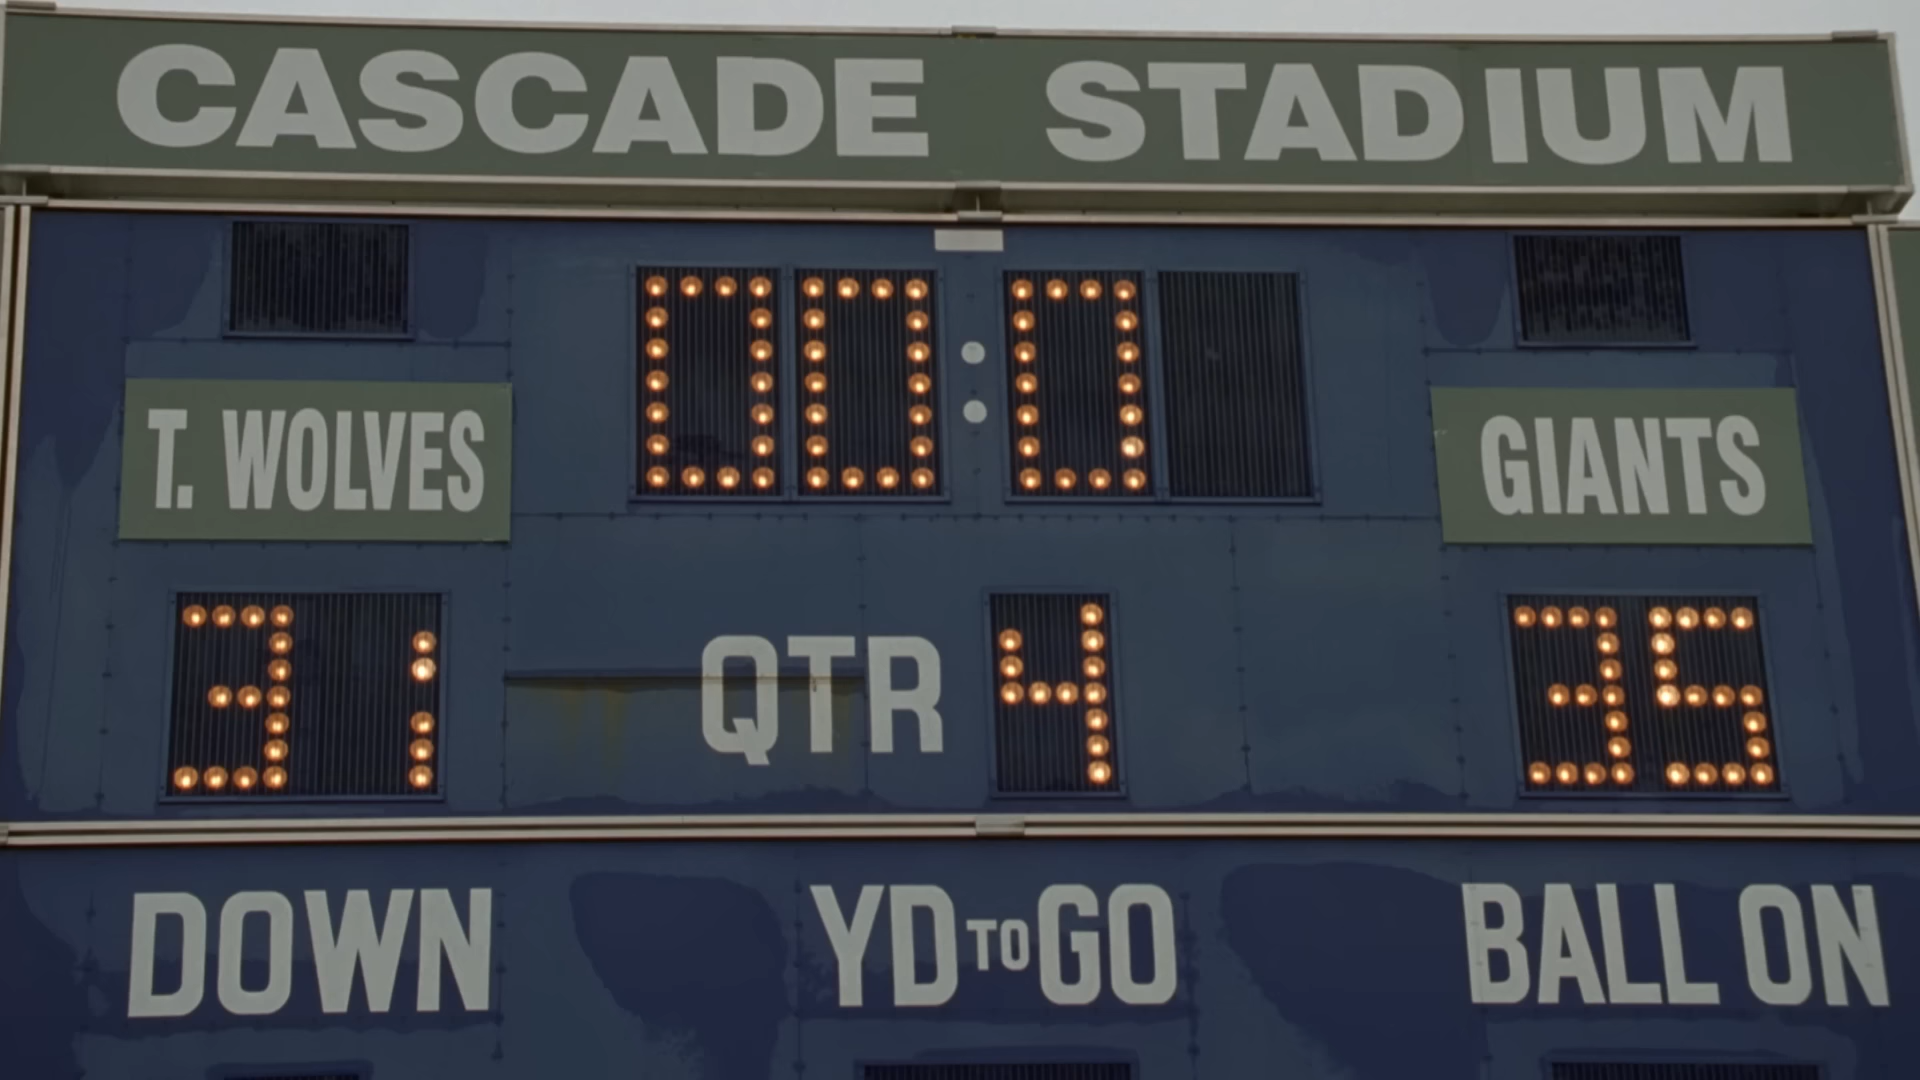 CASCADE STADIUM
00:0
T. WOLVES
GIANTS
31
QTR 4
35
DOWN
YD TO GO
BALL ON